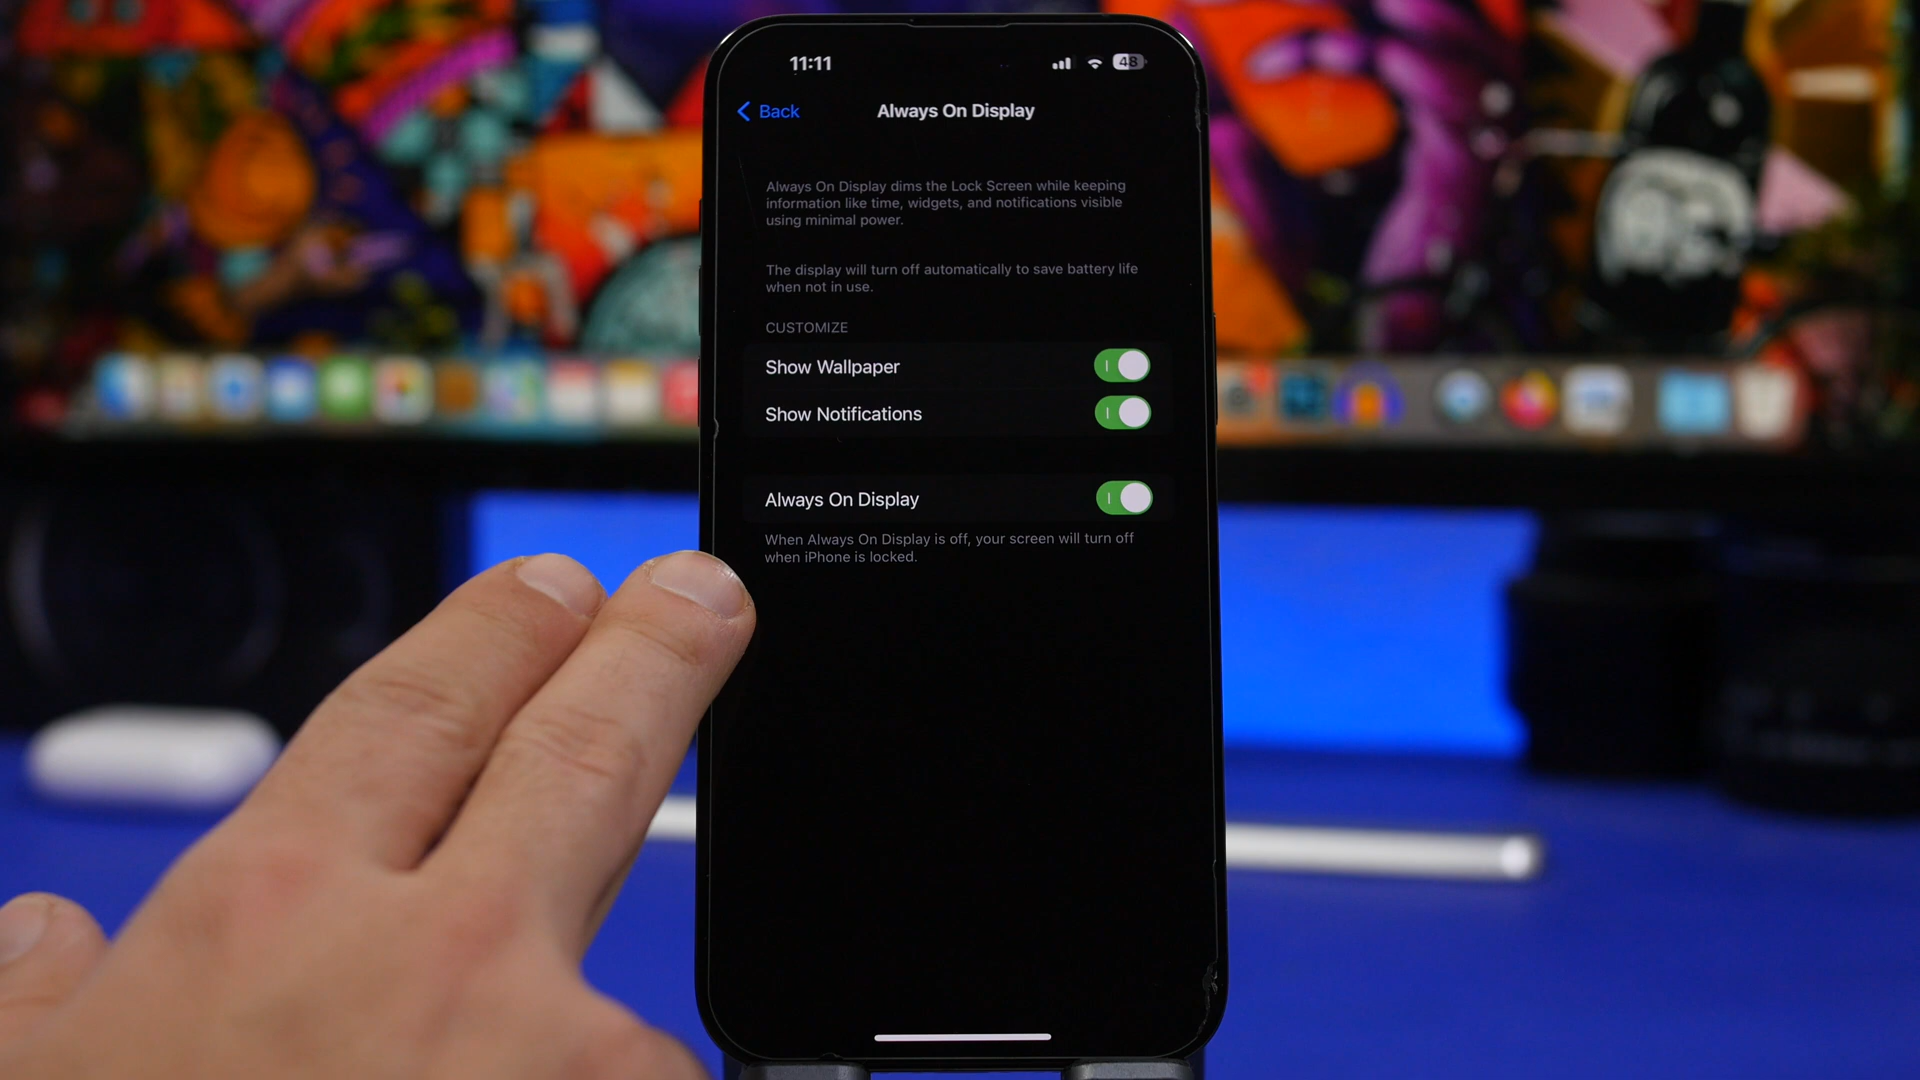 11:11
48
Back
Always On Display
Always On Display dims the Lock Screen while keeping
information like time, widgets, and notifications visible
using minimal power.
The display will turn off automatically to save battery life
when not in use.
CUSTOMIZE
Show Wallpaper
Show Notifications
Always On Display
When Always On Display is off, your screen will turn off
when iPhone is locked.